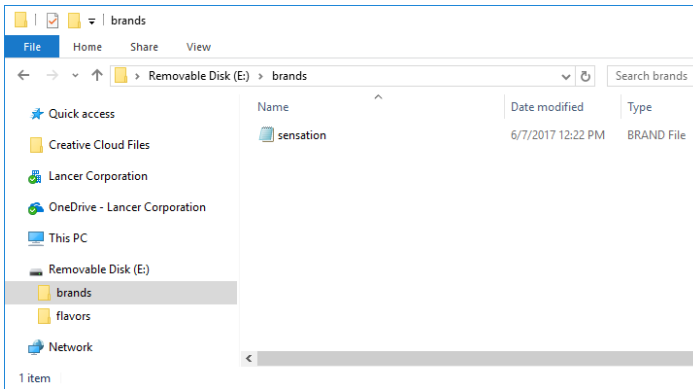 brands
File Home Share View
Removable Disk (E:) brands Search brands
Quick access
Creative Cloud Files
Lancer Corporation
OneDrive - Lancer Corporation
This PC
Removable Disk (E:)
brands
flavors
Network
Name Date modified Type
sensation 6/7/2017 12:22 PM BRAND File
1 item